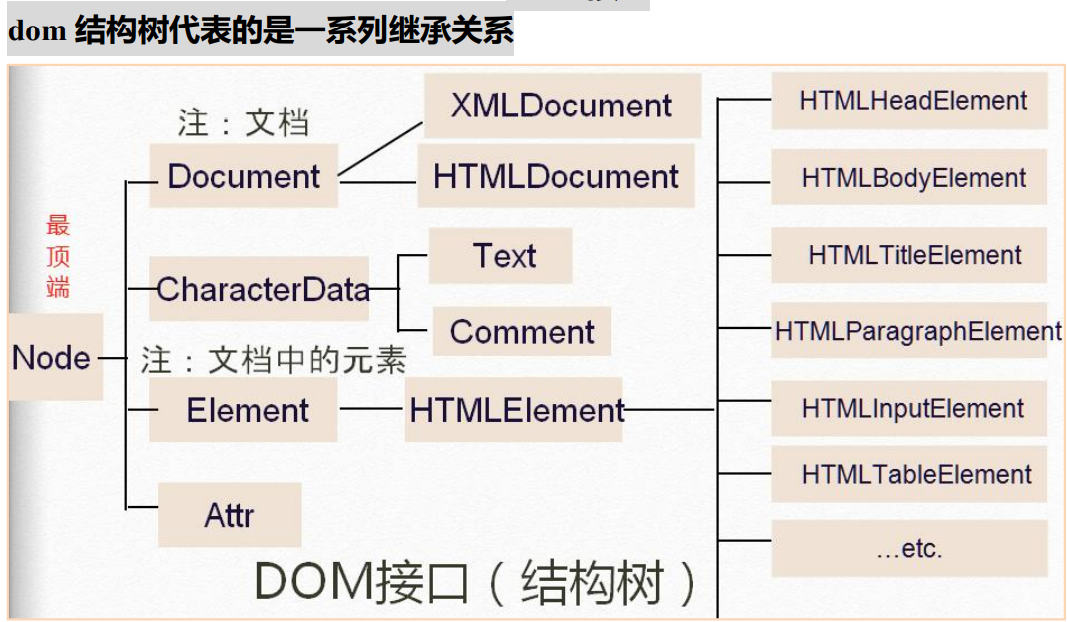 dom 结构树代表的是一系列继承关系
注：文档
XMLDocument
HTMLHeadElement
Document
HTMLDocument
HTMLBodyElement
最
顶
端
Text
HTMLTitleElement
CharacterData
Comment
HTMLParagraphElement
Node
注：文档中的元素
Element
HTMLElement
HTMLInputElement
HTMLTableElement
Attr
...etc.
DOM接口（结构树）